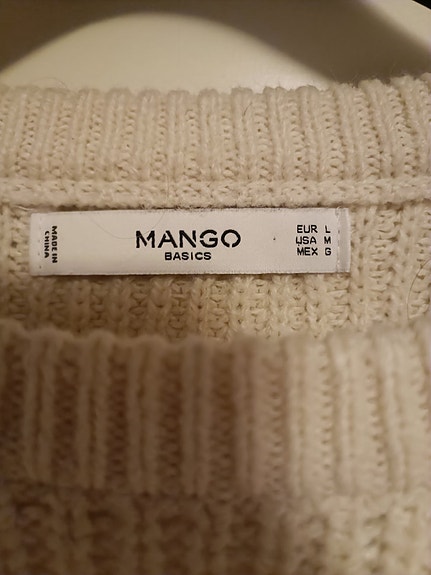 MADE IN
CHINA
MANGO
BASICS
EUR L
USA M
MEX G